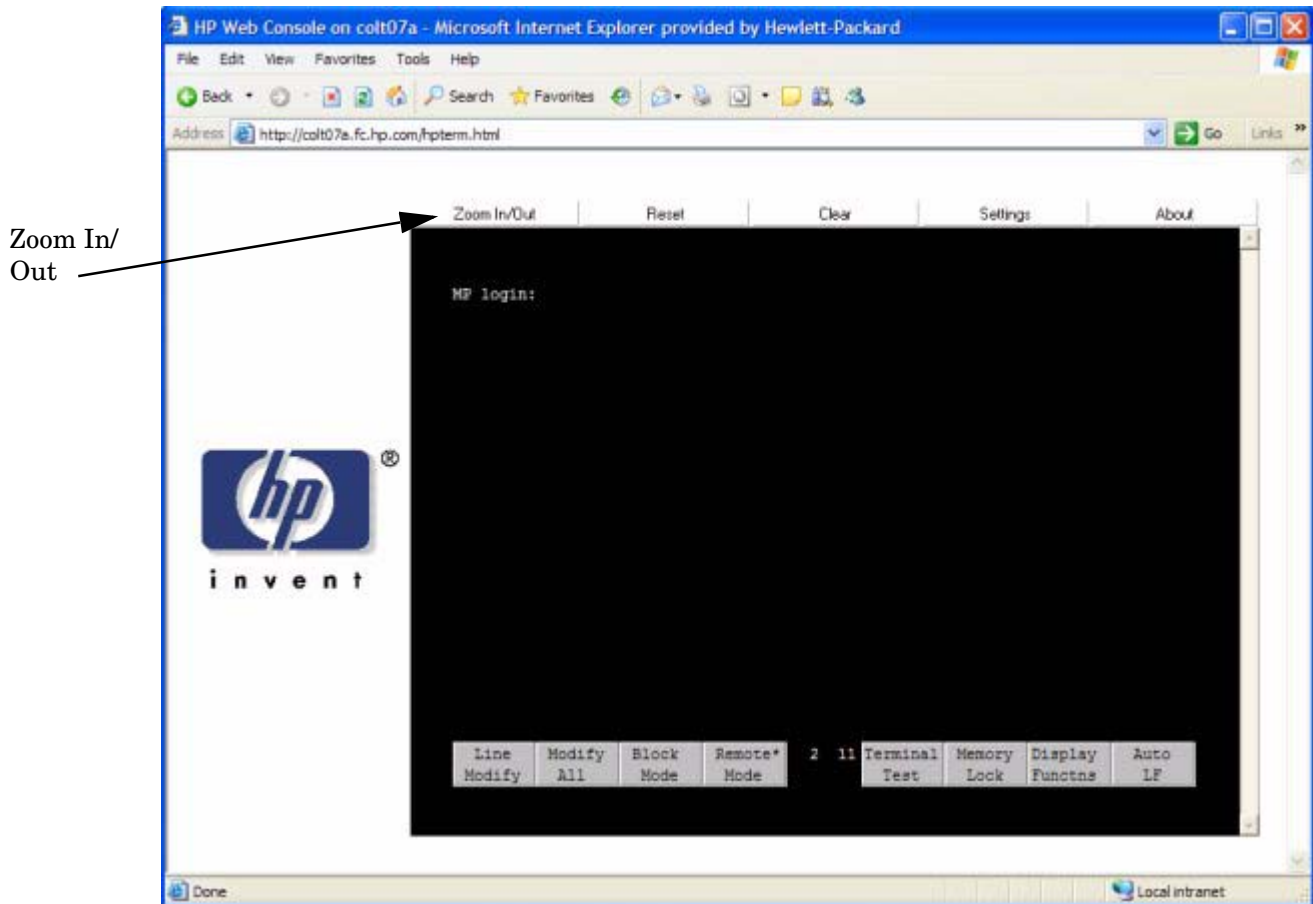 HP Web Console on colt07a - Microsoft Internet Explorer provided by Hewlett-Packard
File Edit View Favorites Tools Help
Back Search Favorites
Address http://colt07a.fc.hp.com/hpterm.html Go Links »
Zoom In/Out Reset Clear Settings About
Zoom In/
Out
MP login:
hp ®
invent
Line Modify Block Remote* 2 11 Terminal Memory Display Auto
Modify All Mode Mode Test Lock Functns LF
Done Local intranet